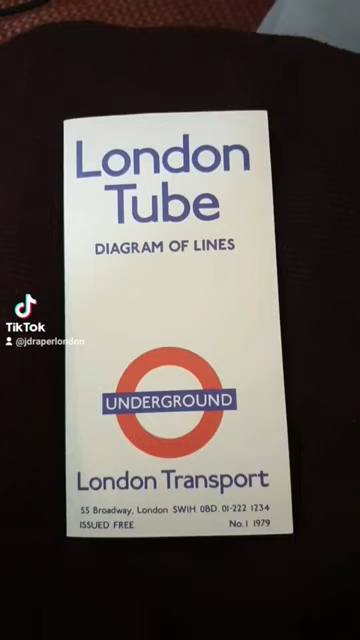 London
Tube
DIAGRAM OF LINES
TikTok
@jdraperlondon
UNDERGROUND
London Transport
55 Broadway, London SW1H 0BD. 01-222 1234
ISSUED FREE No.1 1979